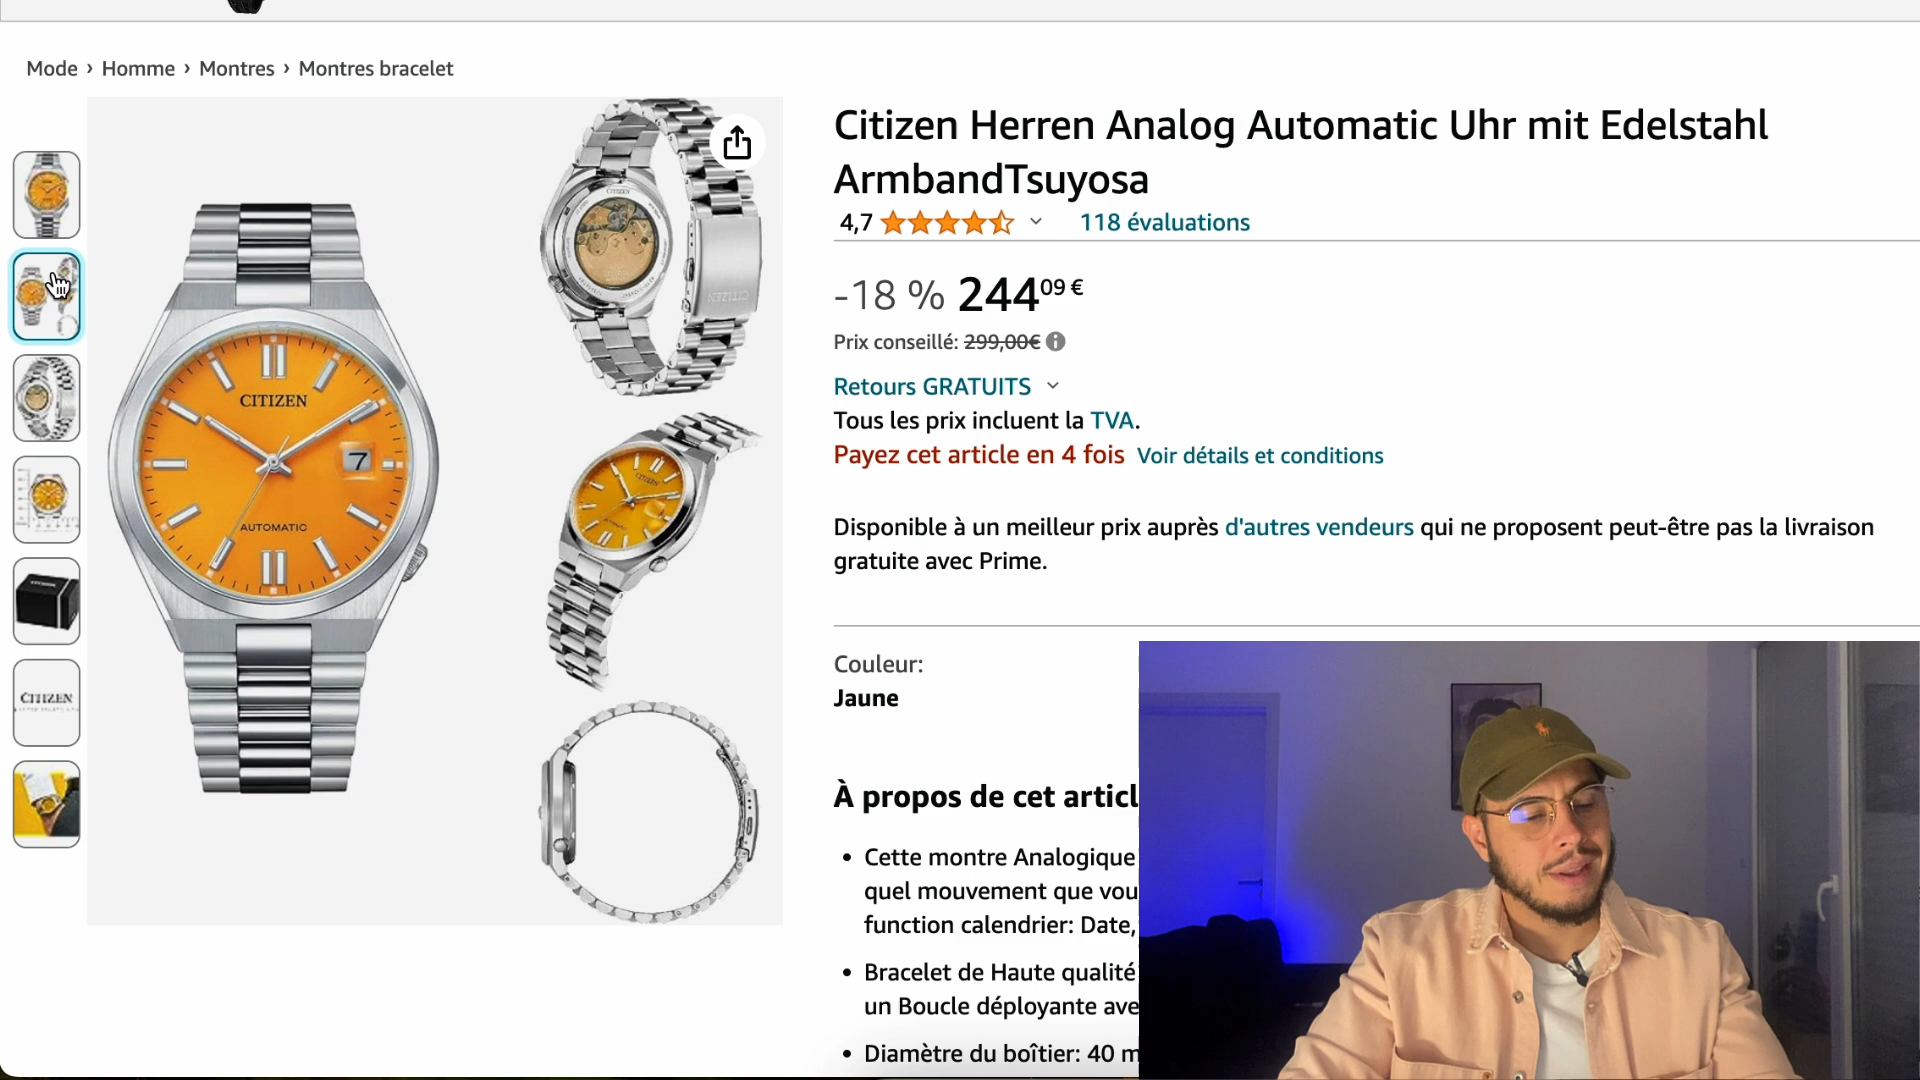 Mode › Homme › Montres › Montres bracelet
CITIZEN
7
AUTOMATIC
CITIZEN
Citizen Herren Analog Automatic Uhr mit Edelstahl
ArmbandTsuyosa
4,7
118 évaluations
-18 % 244 09 €
Prix conseillé: 299,00€
Retours GRATUITS
Tous les prix incluent la TVA.
Payez cet article en 4 fois Voir détails et conditions
Disponible à un meilleur prix auprès d'autres vendeurs qui ne proposent peut-être pas la livraison
gratuite avec Prime.
Couleur:
Jaune
À propos de cet articl
• Cette montre Analogique
quel mouvement que vou
function calendrier: Date,
• Bracelet de Haute qualité
un Boucle déployante ave
• Diamètre du boîtier: 40 m